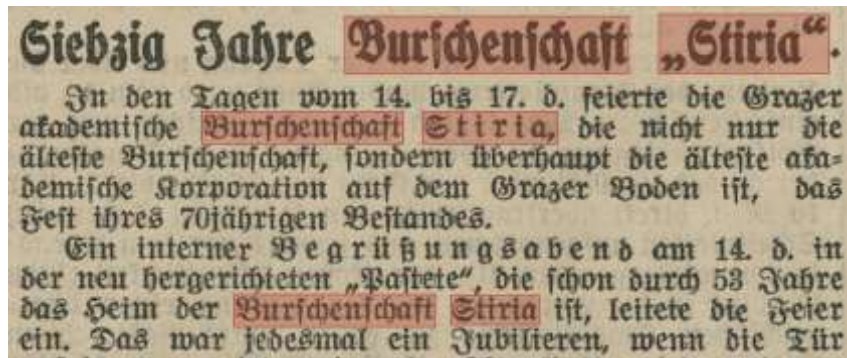 Siebzig Jahre Burschenschaft „Stiria“.
In den Tagen vom 14. bis 17. d. feierte die Grazer
akademische Burschenschaft Stiria, die nicht nur die
älteste Burschenschaft, sondern überhaupt die älteste aka-
demische Korporation auf dem Grazer Boden ist, das
Fest ihres 70jährigen Bestandes.
Ein interner Begrüßungsabend am 14. d. in
der neu hergerichteten „Pastete“, die schon durch 53 Jahre
das Heim der Burschenschaft Stiria ist, leitete die Feier
ein. Das war jedesmal ein Jubilieren, wenn die Tür